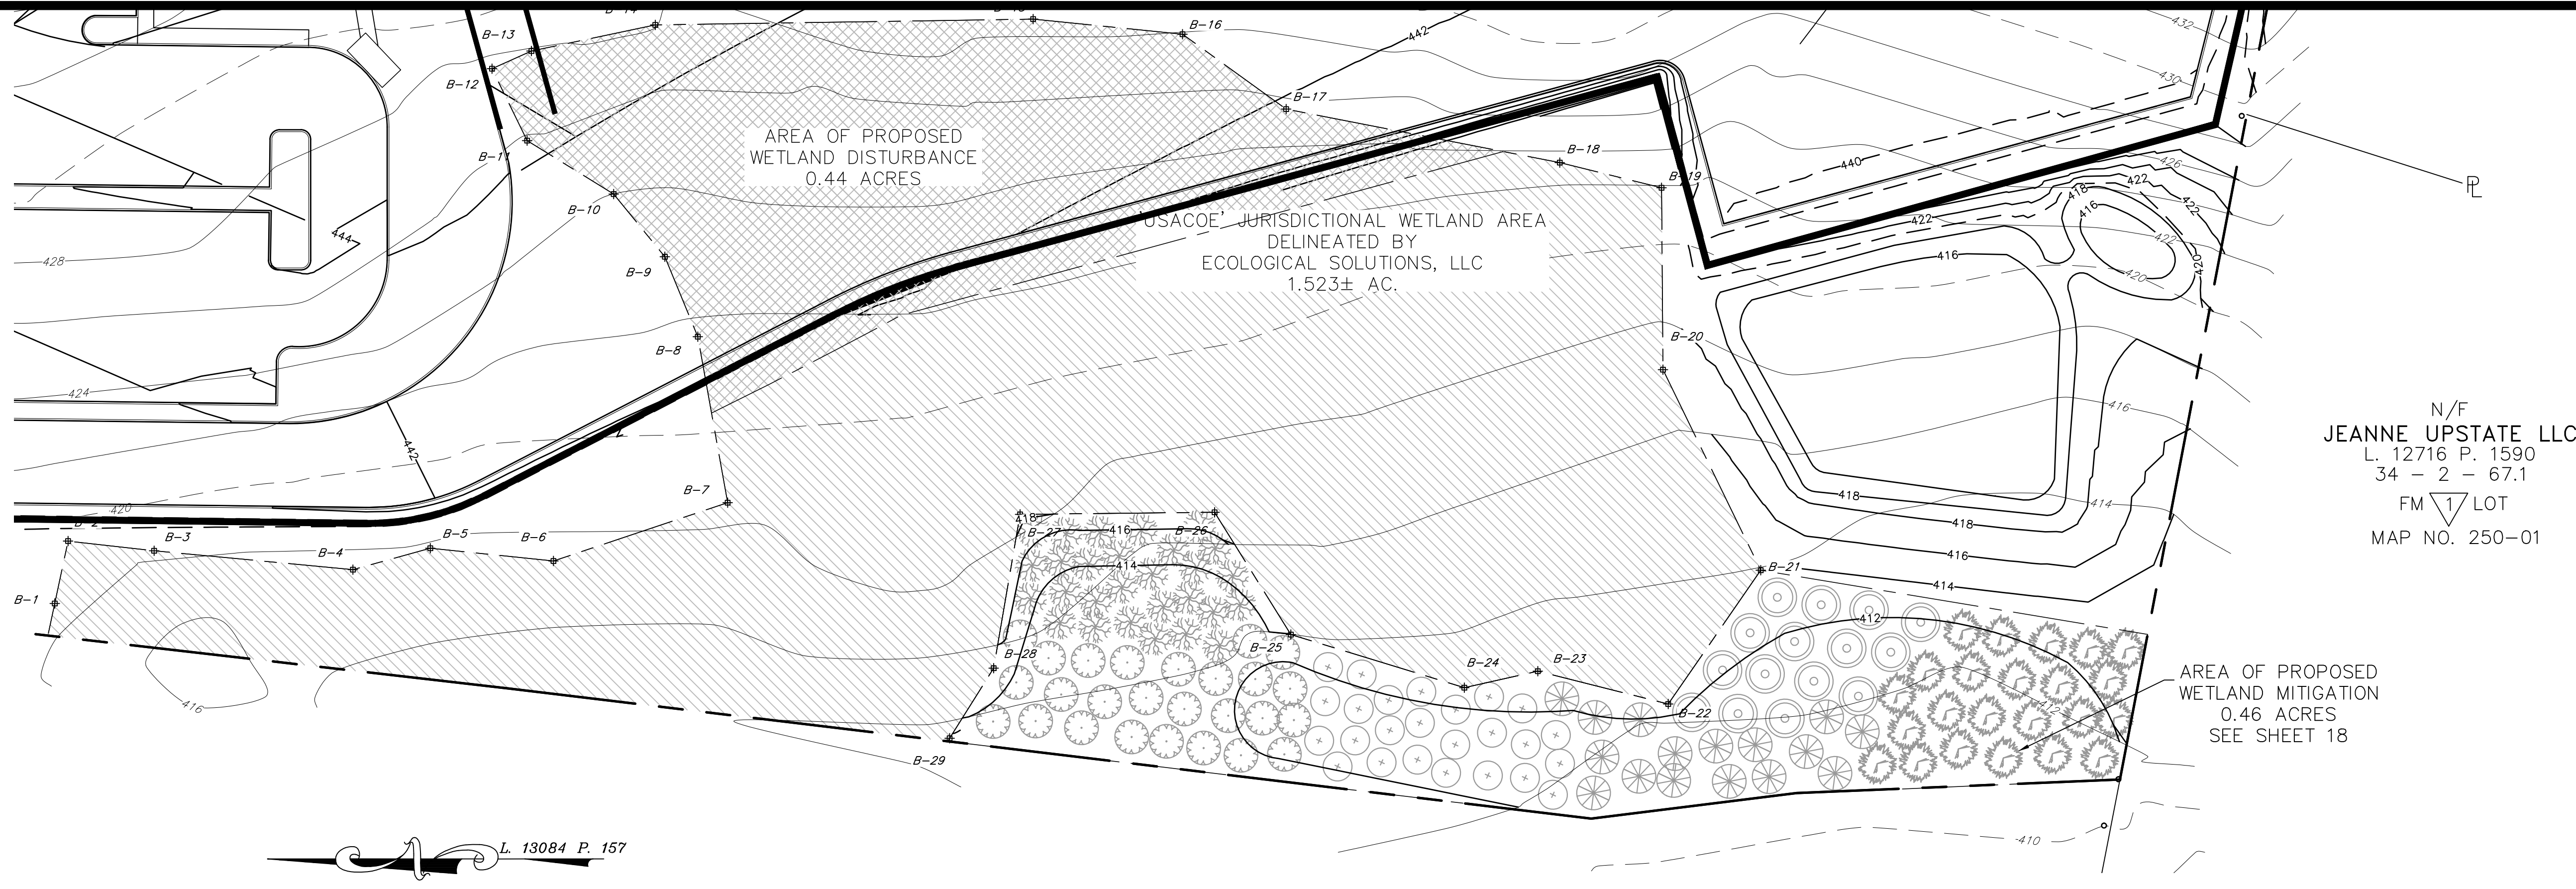 B-16
442
432
B-13
B-12
B-17
430
AREA OF PROPOSED
WETLAND DISTURBANCE
0.44 ACRES
B-11
B-18
440
426
B-19
418
422
422
416
422
422
420
420
PL
B-10
444
428
B-9
'USACOE' JURISDICTIONAL WETLAND AREA
DELINEATED BY
ECOLOGICAL SOLUTIONS, LLC
1.523± AC.
416
B-8
B-20
424
416
442
N/F
JEANNE UPSTATE LLC
L. 12716 P. 1590
34 - 2 - 67.1
FM 1 LOT
MAP NO. 250-01
B-7
420
418
418
414
416
414
B-2
B-3
B-4
B-5
B-6
418
B-27
416
B-26
414
B-1
B-21
412
B-28
B-25
B-24
B-23
B-22
412
416
B-29
AREA OF PROPOSED
WETLAND MITIGATION
0.46 ACRES
SEE SHEET 18
410
N
L. 13084 P. 157